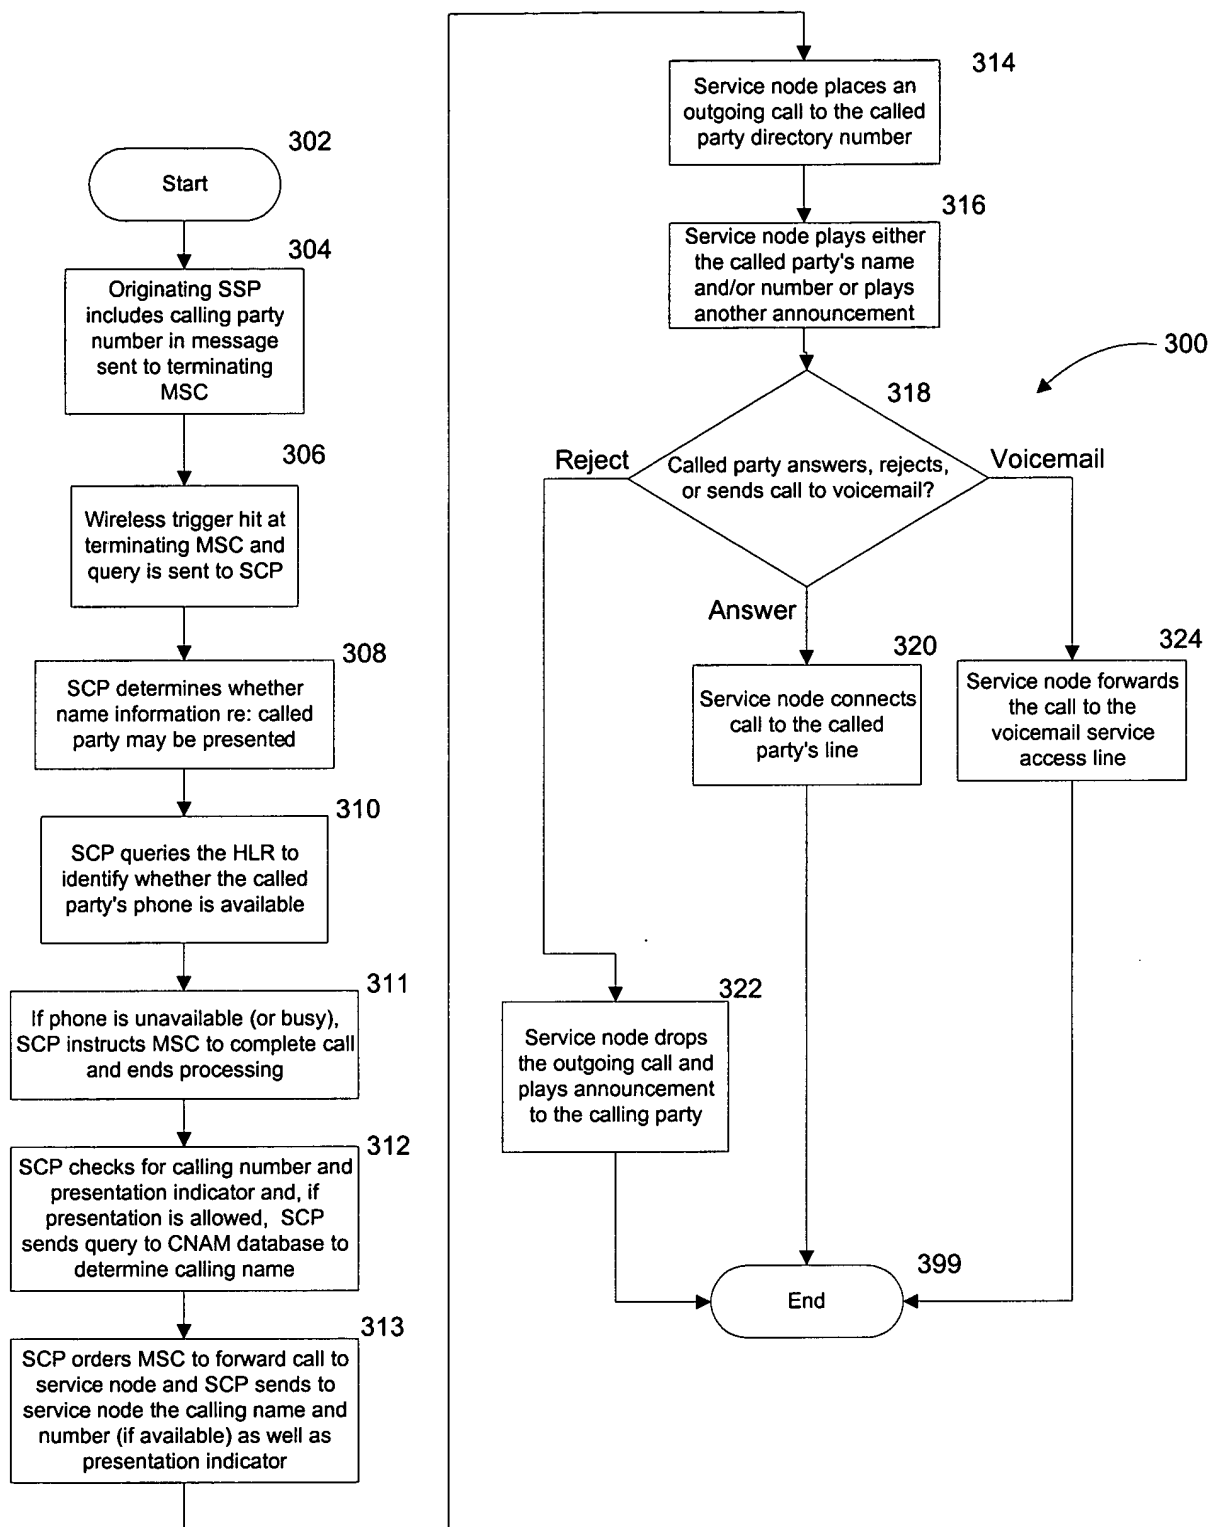 302
Start
304
Originating SSP
includes calling party
number in message
sent to terminating
MSC
306
Wireless trigger hit at
terminating MSC and
query is sent to SCP
308
SCP determines whether
name information re: called
party may be presented
310
SCP queries the HLR to
identify whether the called
party's phone is available
311
If phone is unavailable (or busy),
SCP instructs MSC to complete call
and ends processing
312
SCP checks for calling number and
presentation indicator and, if
presentation is allowed, SCP
sends query to CNAM database to
determine calling name
313
SCP orders MSC to forward call to
service node and SCP sends to
service node the calling name and
number (if available) as well as
presentation indicator
314
Service node places an
outgoing call to the called
party directory number
316
Service node plays either
the called party's name
and/or number or plays
another announcement
300
318
Called party answers, rejects,
or sends call to voicemail?
Reject
Voicemail
Answer
320
Service node connects
call to the called
party's line
324
Service node forwards
the call to the
voicemail service
access line
322
Service node drops
the outgoing call and
plays announcement
to the calling party
399
End